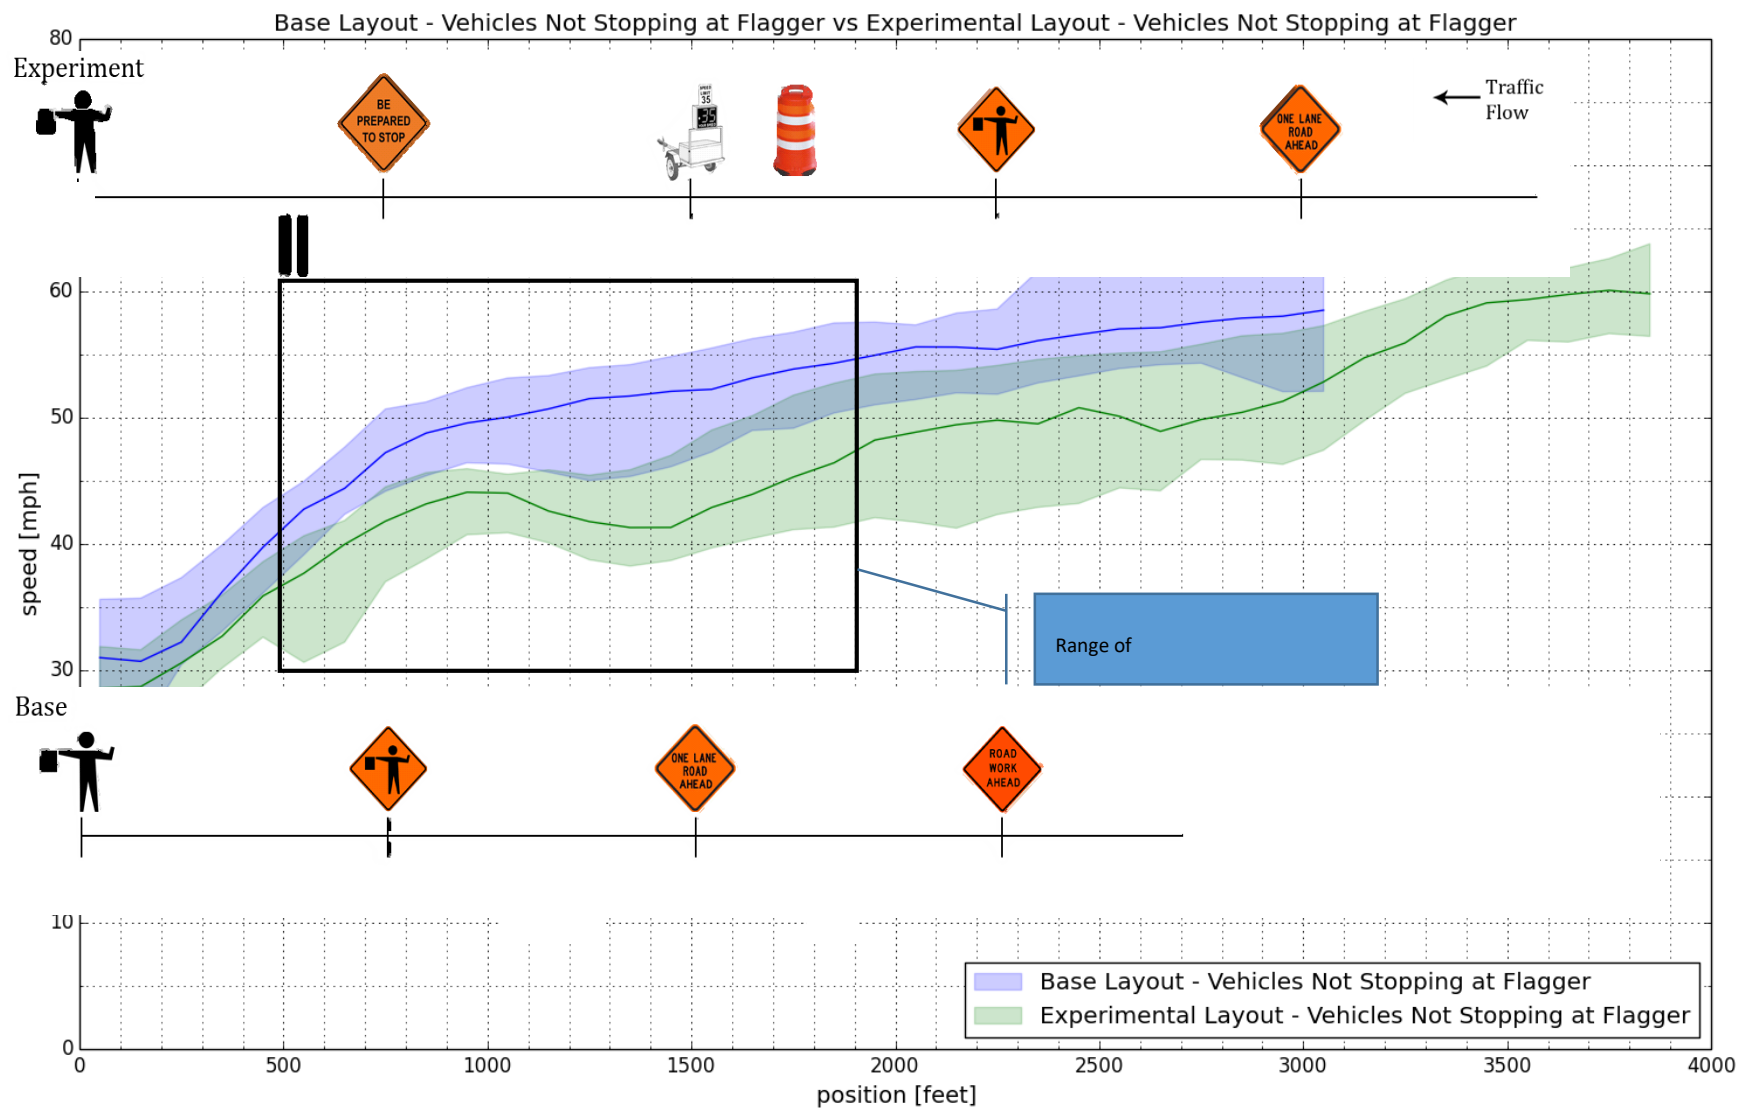 Base Layout - Vehicles Not Stopping at Flagger vs Experimental Layout - Vehicles Not Stopping at Flagger
80
Experiment
BE
PREPARED
TO STOP
SPEED
LIMIT
35
35
ONE LANE
ROAD
AHEAD
Traffic
Flow
60
50
40
30
speed [mph]
Range of
Base
ONE LANE
ROAD
AHEAD
ROAD
WORK
AHEAD
10
0
Base Layout - Vehicles Not Stopping at Flagger
Experimental Layout - Vehicles Not Stopping at Flagger
0 500 1000 1500 2000 2500 3000 3500 4000
position [feet]